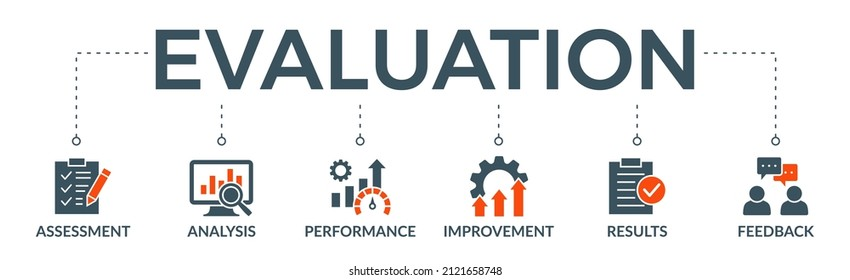 EVALUATION
ASSESSMENT ANALYSIS PERFORMANCE IMPROVEMENT RESULTS FEEDBACK
shutterstock.com · 2121658748